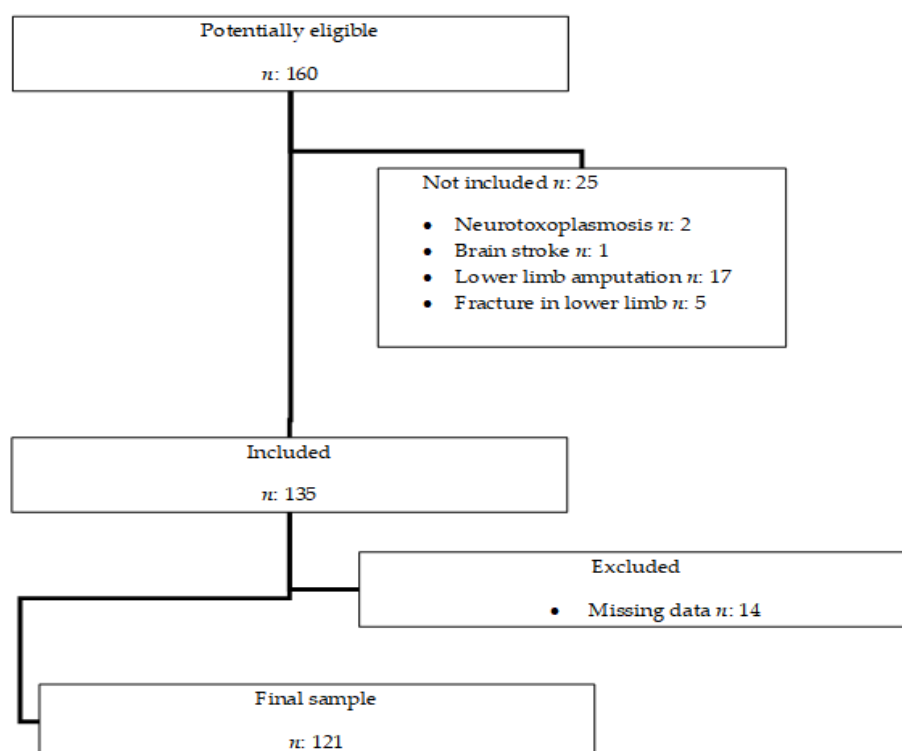 Potentially eligible
n: 160
Not included n: 25
• Neurotoxoplasmosis n: 2
• Brain stroke n: 1
• Lower limb amputation n: 17
• Fracture in lower limb n: 5
Included
n: 135
Excluded
• Missing data n: 14
Final sample
n: 121